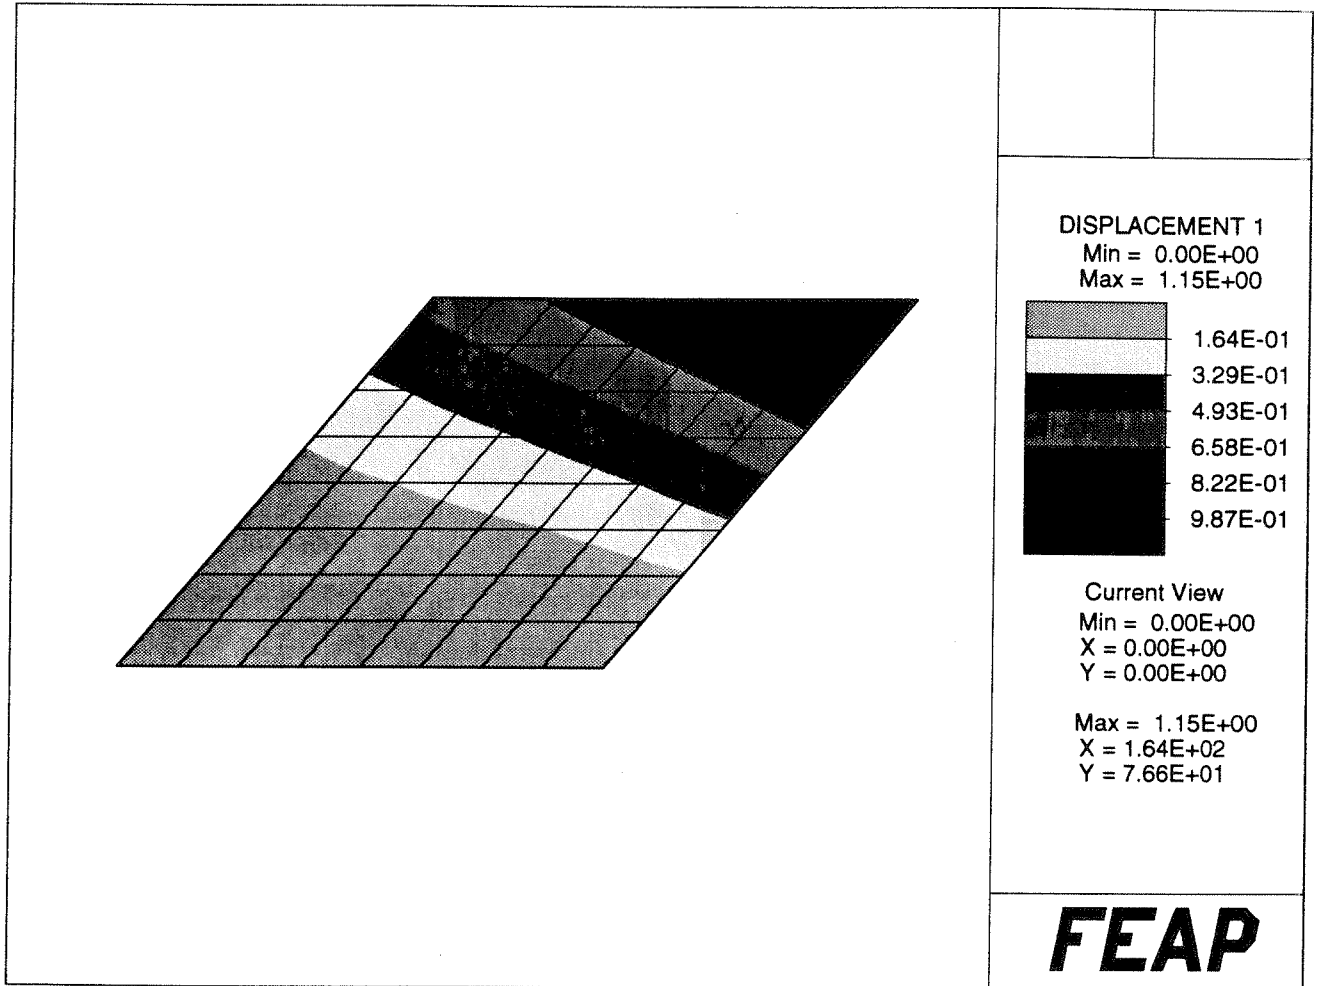 DISPLACEMENT 1
Min = 0.00E+00
Max = 1.15E+00
1.64E-01
3.29E-01
4.93E-01
6.58E-01
8.22E-01
9.87E-01
Current View
Min = 0.00E+00
X = 0.00E+00
Y = 0.00E+00
Max = 1.15E+00
X = 1.64E+02
Y = 7.66E+01
FEAP